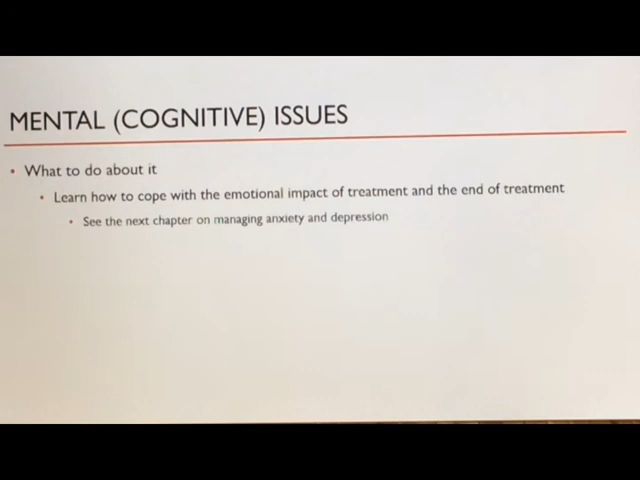 MENTAL (COGNITIVE) ISSUES
• What to do about it
• Learn how to cope with the emotional impact of treatment and the end of treatment
• See the next chapter on managing anxiety and depression